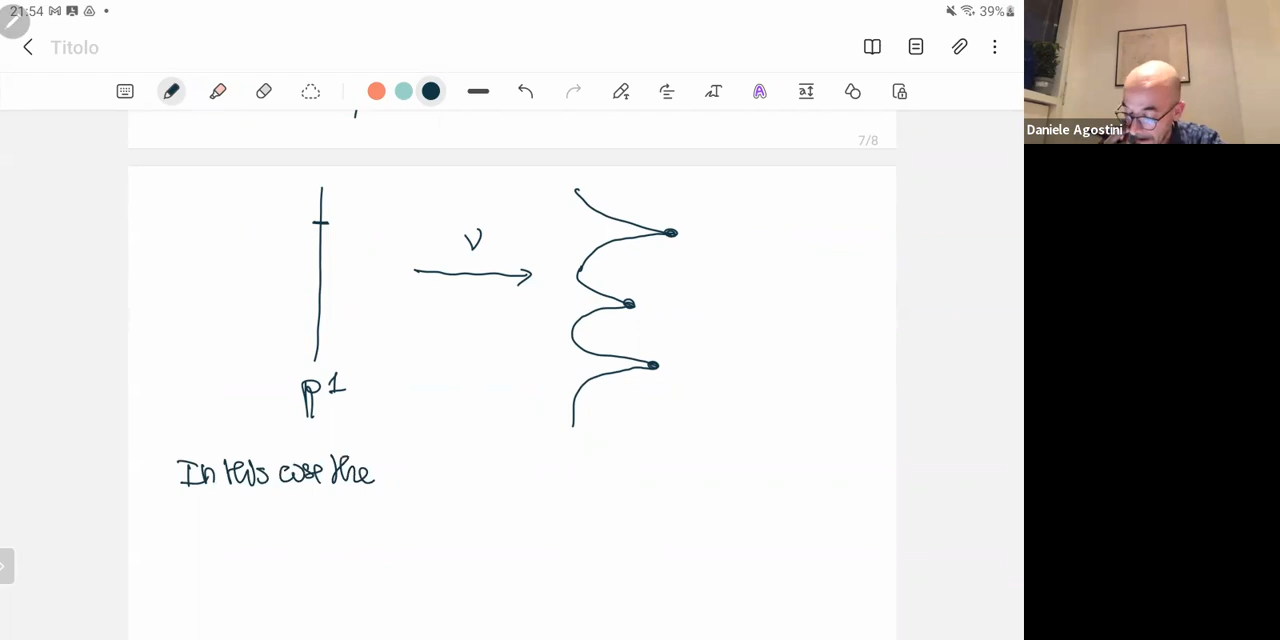 21:54
39%
Titolo
Daniele Agostini
7/8
ν
P1
In this case the